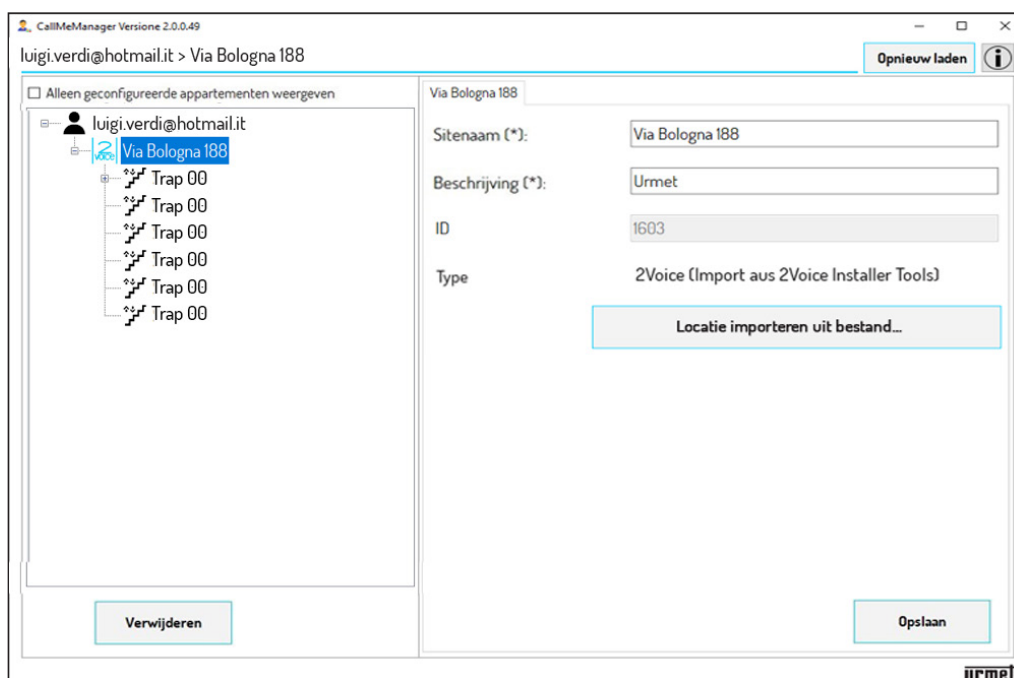 CallMeManager Versione 2.0.0.49
luigi.verdi@hotmail.it > Via Bologna 188
Opnieuw laden
Alleen geconfigureerde appartementen weergeven
luigi.verdi@hotmail.it
2 voice Via Bologna 188
Trap 00
Trap 00
Trap 00
Trap 00
Trap 00
Trap 00
Verwijderen
Via Bologna 188
Sitenaam (*): Via Bologna 188
Beschrijving (*): Urmet
ID 1603
Type 2Voice (Import aus 2Voice Installer Tools)
Locatie importeren uit bestand...
Opslaan
urmet